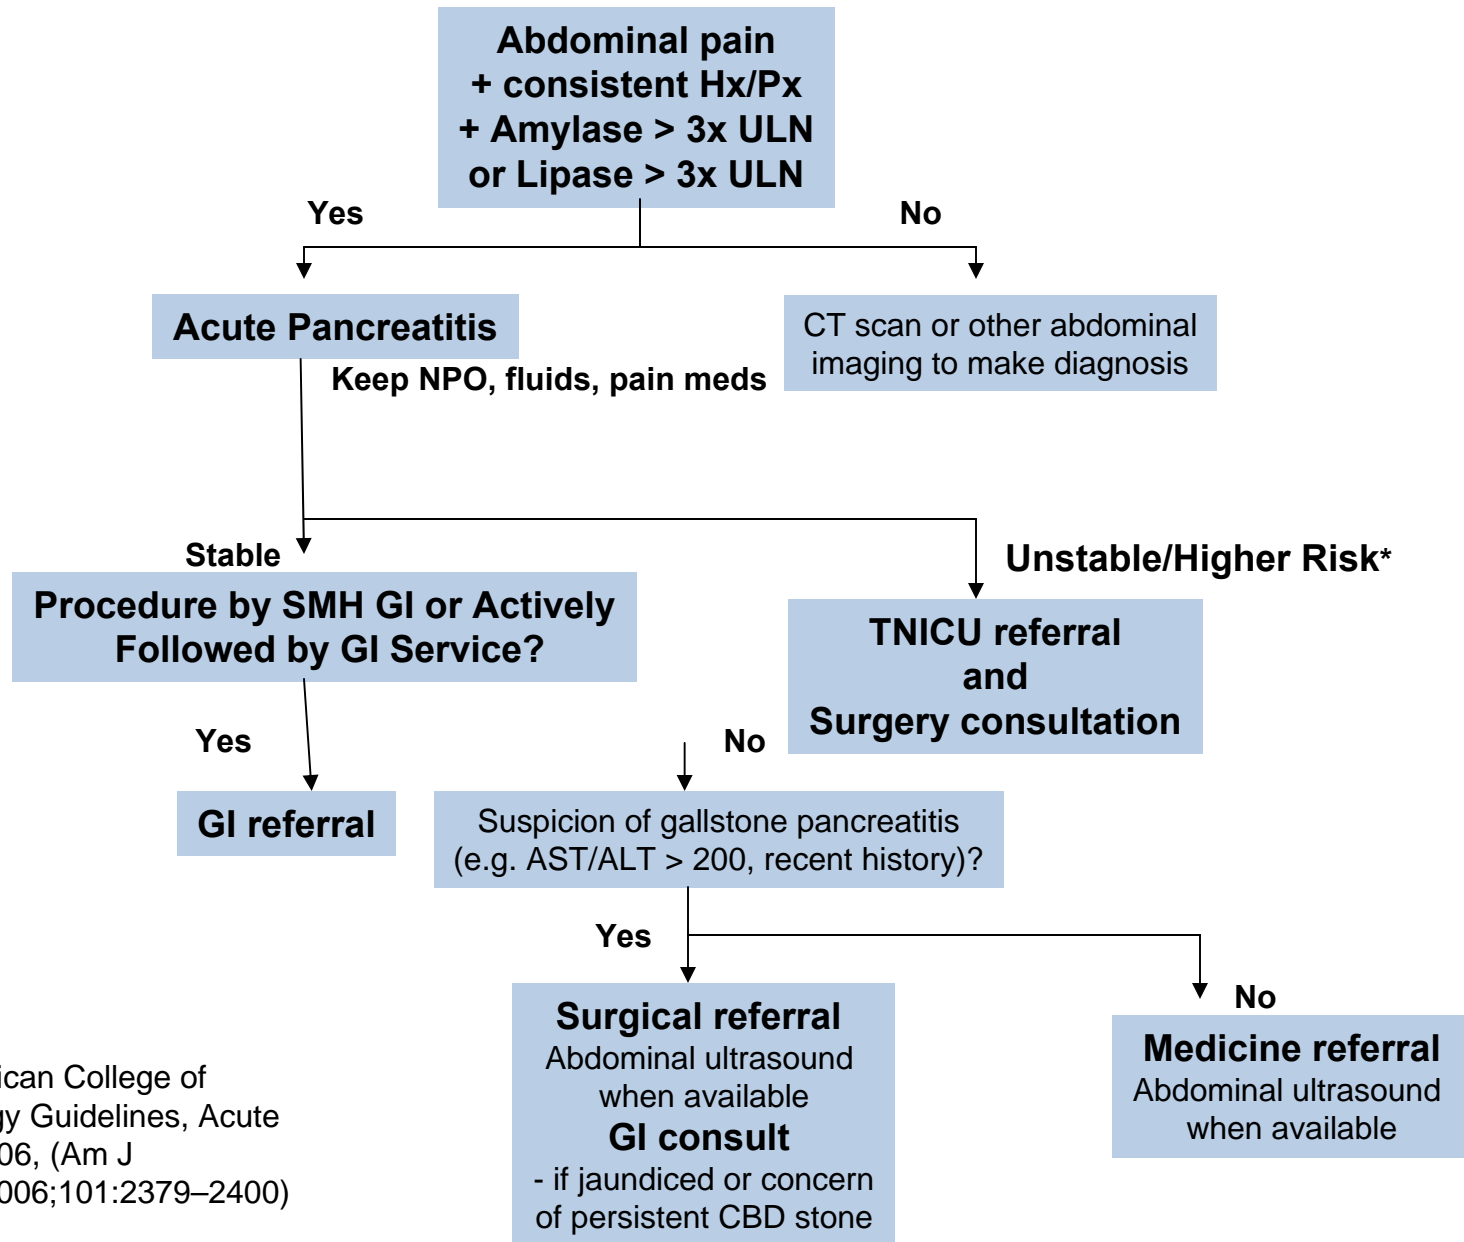 Abdominal pain
+ consistent Hx/Px
+ Amylase > 3x ULN
or Lipase > 3x ULN
Yes
No
Acute Pancreatitis
CT scan or other abdominal
imaging to make diagnosis
Keep NPO, fluids, pain meds
Stable
Unstable/Higher Risk*
Procedure by SMH GI or Actively
Followed by GI Service?
TNICU referral
and
Surgery consultation
Yes
No
GI referral
Suspicion of gallstone pancreatitis
(e.g. AST/ALT > 200, recent history)?
Yes
No
Surgical referral
Abdominal ultrasound
when available
GI consult
- if jaundiced or concern
of persistent CBD stone
Medicine referral
Abdominal ultrasound
when available
ican College of
gy Guidelines, Acute
06, (Am J
006;101:2379–2400)